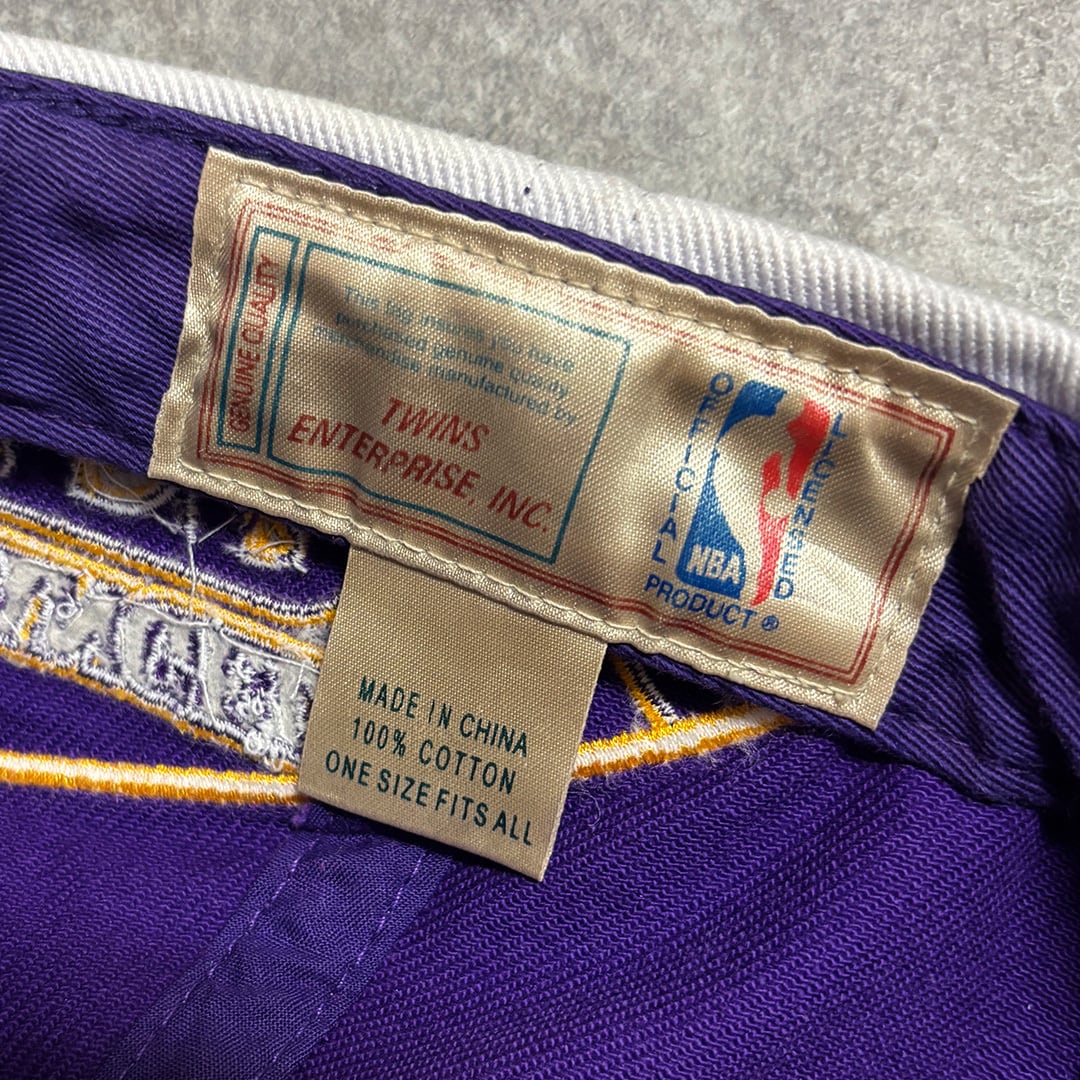 GENUINE QUALITY
This tag insures you have
purchased genuine quality
merchandise manufactured by
TWINS
ENTERPRISE, INC.
OFFICIAL
LICENSED
NBA
PRODUCT ®
MADE IN CHINA
100% COTTON
ONE SIZE FITS ALL